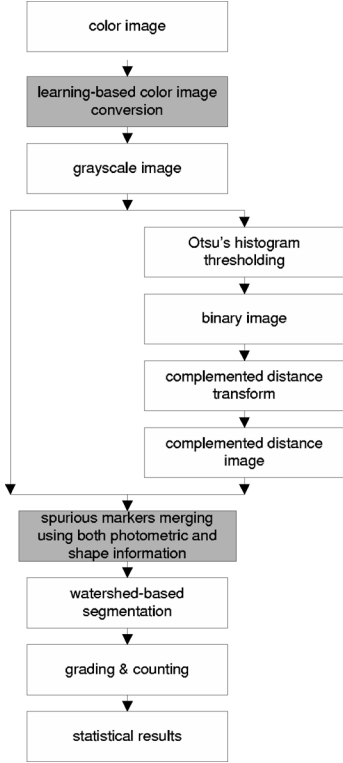 color image
learning-based color image
conversion
grayscale image
Otsu's histogram
thresholding
binary image
complemented distance
transform
complemented distance
image
spurious markers merging
using both photometric and
shape information
watershed-based
segmentation
grading & counting
statistical results